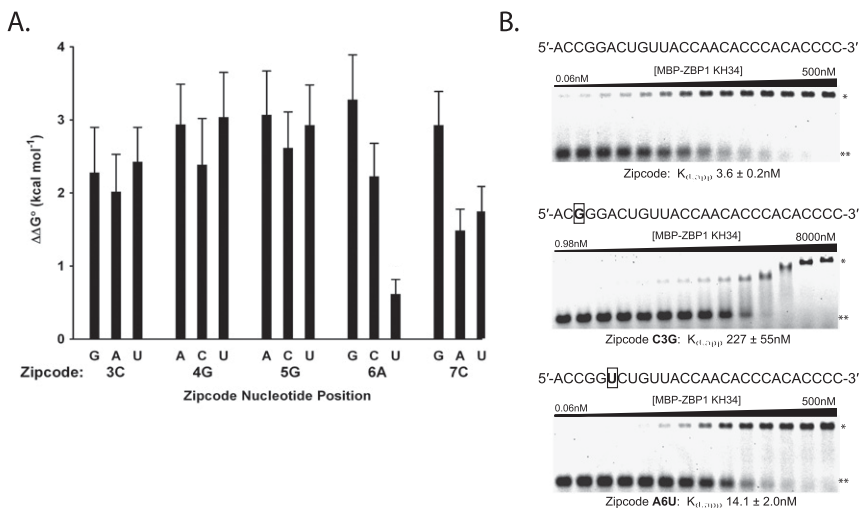 A.
4
3
2
1
0
ΔΔG° (kcal mol⁻¹)
G A U A C U A C U G C U G A U
Zipcode: 3C 4G 5G 6A 7C
Zipcode Nucleotide Position
B.
5′-ACCGGACUGUUACCAACACCCACACCCC-3′
[MBP-ZBP1 KH34]
0.06nM 500nM
*
**
Zipcode: Kd,app 3.6 ± 0.2nM
5′-ACGGGACUGUUACCAACACCCACACCCC-3′
[MBP-ZBP1 KH34]
0.98nM 8000nM
*
**
Zipcode C3G: Kd,app 227 ± 55nM
5′-ACCGGUCUGUUACCAACACCCACACCCC-3′
[MBP-ZBP1 KH34]
0.06nM 500nM
*
**
Zipcode A6U: Kd,app 14.1 ± 2.0nM